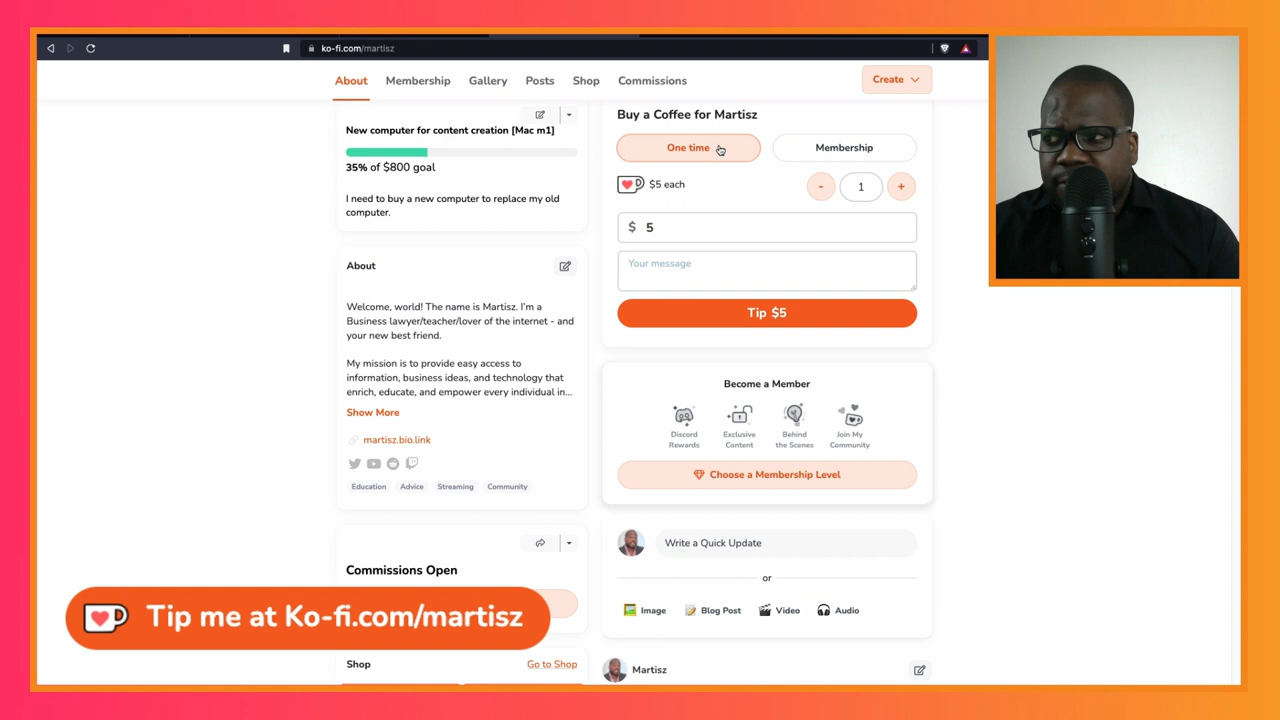 ko-fi.com/martisz
About
Membership
Gallery
Posts
Shop
Commissions
Create
New computer for content creation [Mac m1]
35% of $800 goal
I need to buy a new computer to replace my old
computer.
About
Welcome, world! The name is Martisz. I'm a
Business lawyer/teacher/lover of the internet - and
your new best friend.
My mission is to provide easy access to
information, business ideas, and technology that
enrich, educate, and empower every individual in...
Show More
martisz.bio.link
Education
Advice
Streaming
Community
Commissions Open
Shop
Go to Shop
Buy a Coffee for Martisz
One time
Membership
$5 each
- 1 +
$ 5
Your message
Tip $5
Become a Member
Discord
Rewards
Exclusive
Content
Behind
the Scenes
Join My
Community
Choose a Membership Level
Write a Quick Update
or
Image
Blog Post
Video
Audio
Martisz
Tip me at Ko-fi.com/martisz